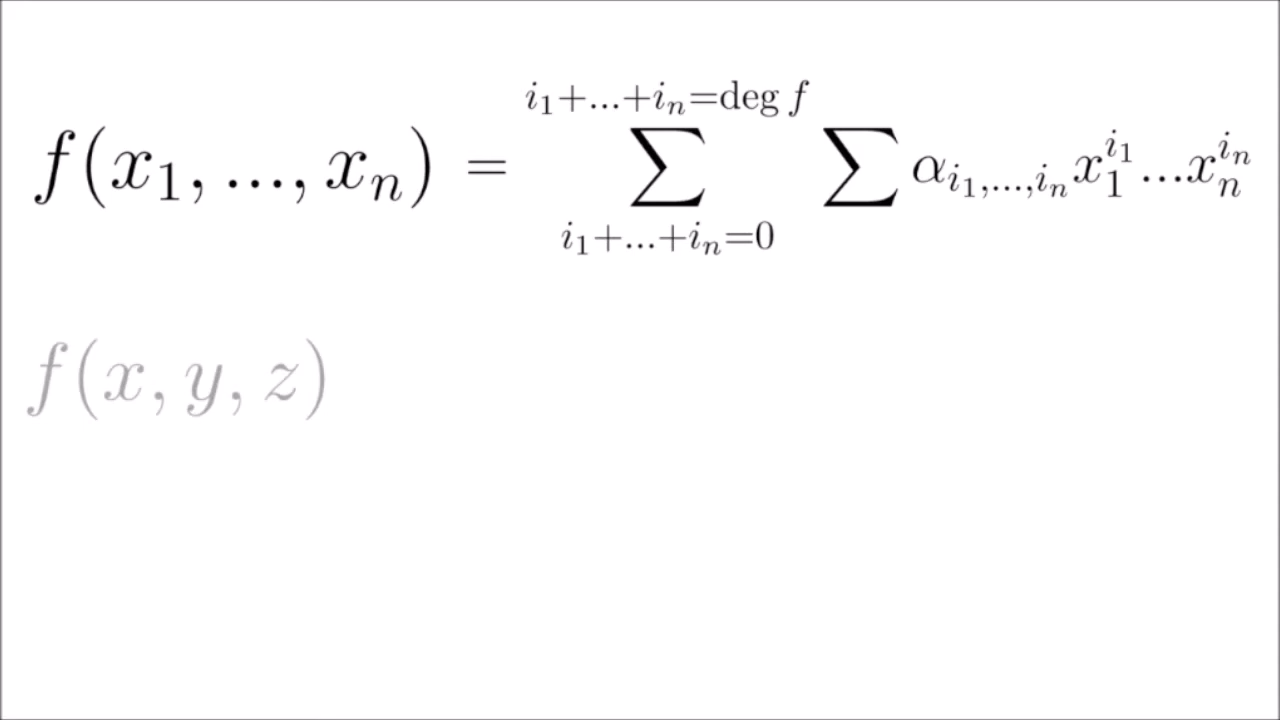 f(x_1, ..., x_n) = \sum_{i_1+...+i_n=0}^{i_1+...+i_n=\deg f} \sum \alpha_{i_1,...,i_n} x_1^{i_1} ... x_n^{i_n}
f(x, y, z)